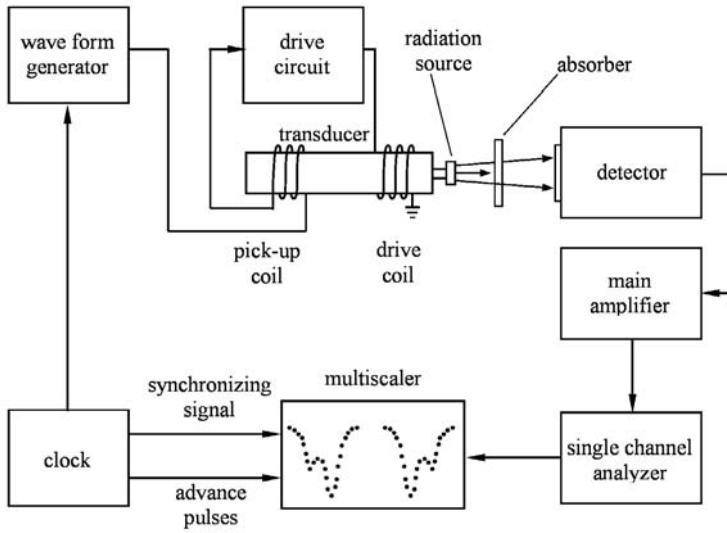 wave form
generator
drive
circuit
radiation
source
absorber
transducer
detector
pick-up
coil
drive
coil
main
amplifier
synchronizing
signal
multiscaler
clock
single channel
analyzer
advance
pulses